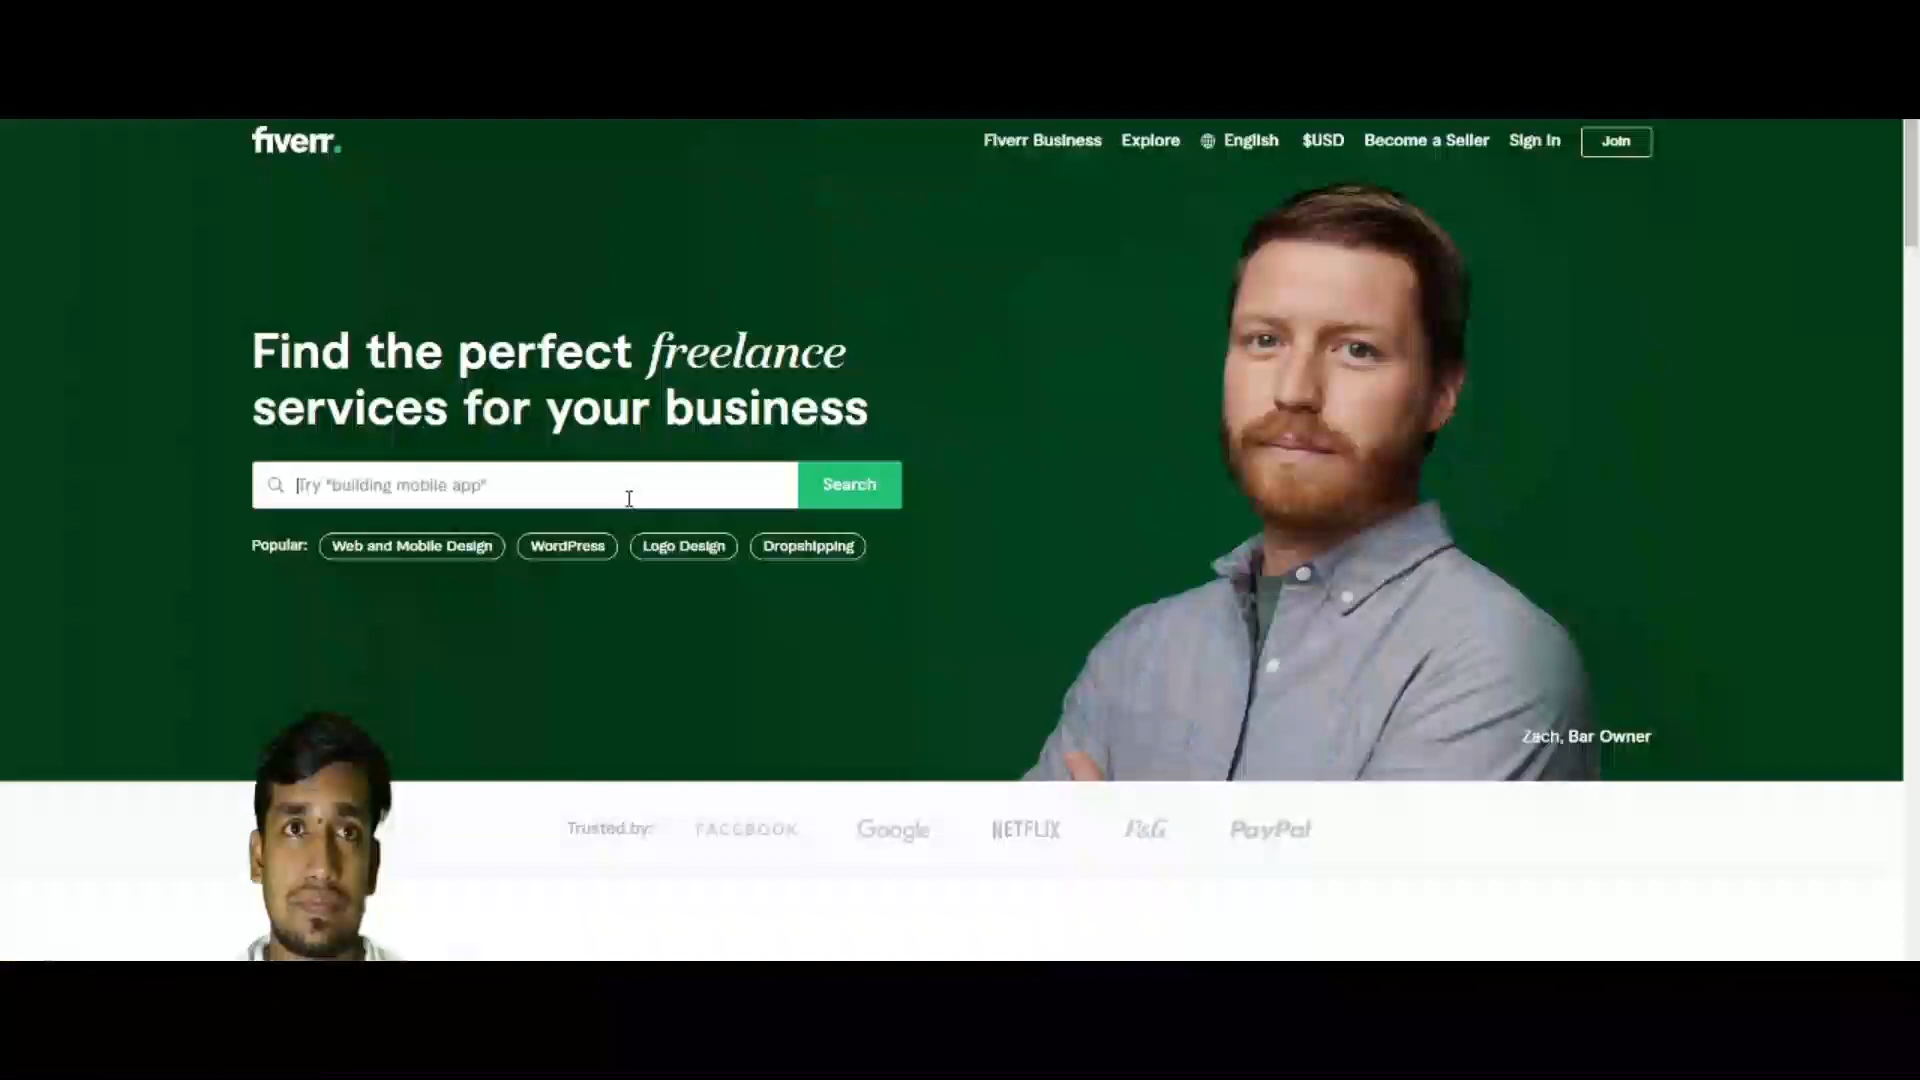 fiverr.
Fiverr Business Explore English $USD Become a Seller Sign In Join
Find the perfect freelance
services for your business
Try "building mobile app"
Search
Popular: Web and Mobile Design WordPress Logo Design Dropshipping
Zach, Bar Owner
Trusted by: FACEBOOK Google NETFLIX P&G PayPal